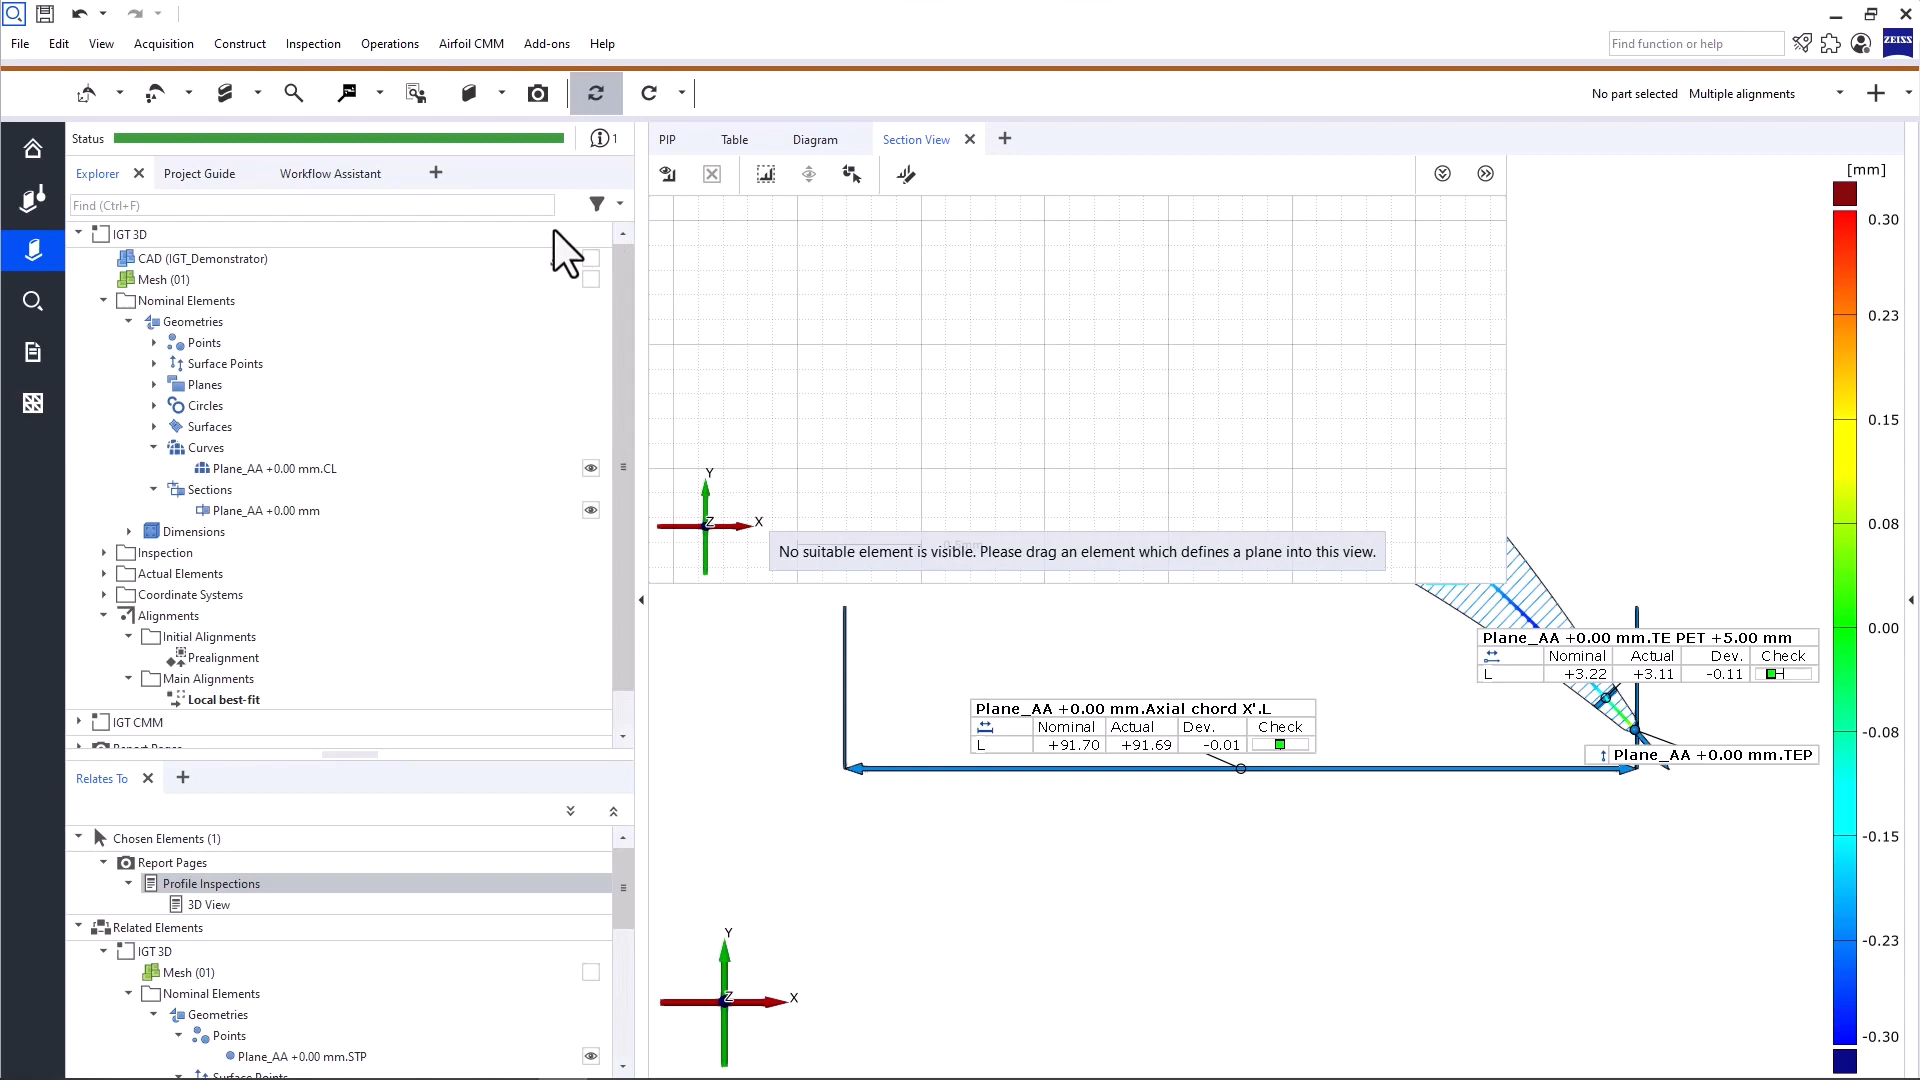 File Edit View Acquisition Construct Inspection Operations Airfoil CMM Add-ons Help
Find function or help
ZEISS
No part selected Multiple alignments
Status
1
Explorer Project Guide Workflow Assistant
Find (Ctrl+F)
IGT 3D
CAD (IGT_Demonstrator)
Mesh (01)
Nominal Elements
Geometries
Points
Surface Points
Planes
Circles
Surfaces
Curves
Plane_AA +0.00 mm.CL
Sections
Plane_AA +0.00 mm
Dimensions
Inspection
Actual Elements
Coordinate Systems
Alignments
Initial Alignments
Prealignment
Main Alignments
Local best-fit
IGT CMM
Report Pages
Relates To
Chosen Elements (1)
Report Pages
Profile Inspections
3D View
Related Elements
IGT 3D
Mesh (01)
Nominal Elements
Geometries
Points
Plane_AA +0.00 mm.STP
Surface Points
PIP Table Diagram Section View
Y
Z
X
No suitable element is visible. Please drag an element which defines a plane into this view.
Plane_AA +0.00 mm.TE PET +5.00 mm
Nominal Actual Dev. Check
L +3.22 +3.11 -0.11
Plane_AA +0.00 mm.Axial chord X'.L
Nominal Actual Dev. Check
L +91.70 +91.69 -0.01
Plane_AA +0.00 mm.TEP
Y
Z
X
[mm]
0.30
0.23
0.15
0.08
0.00
-0.08
-0.15
-0.23
-0.30